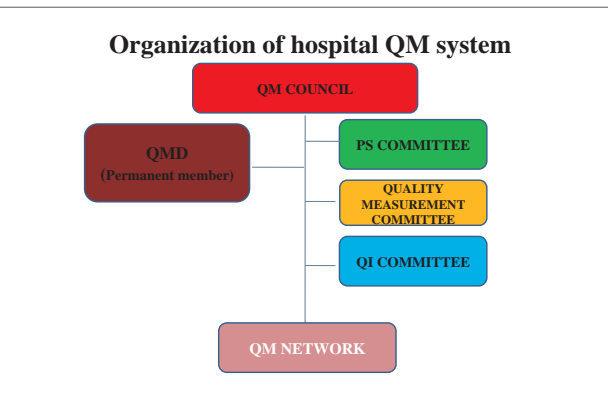 Organization of hospital QM system
QM COUNCIL
QMD
(Permanent member)
PS COMMITTEE
QUALITY
MEASUREMENT
COMMITTEE
QI COMMITTEE
QM NETWORK